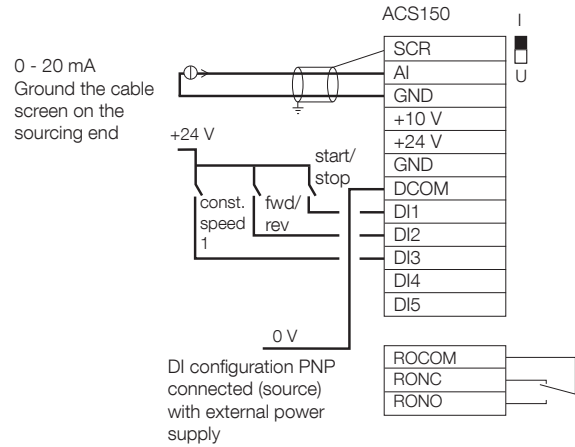 ACS150
I
U
0 - 20 mA
Ground the cable
screen on the
sourcing end
SCR
AI
GND
+10 V
+24 V
GND
DCOM
DI1
DI2
DI3
DI4
DI5
+24 V
start/
stop
fwd/
rev
const.
speed
1
0 V
DI configuration PNP
connected (source)
with external power
supply
ROCOM
RONC
RONO